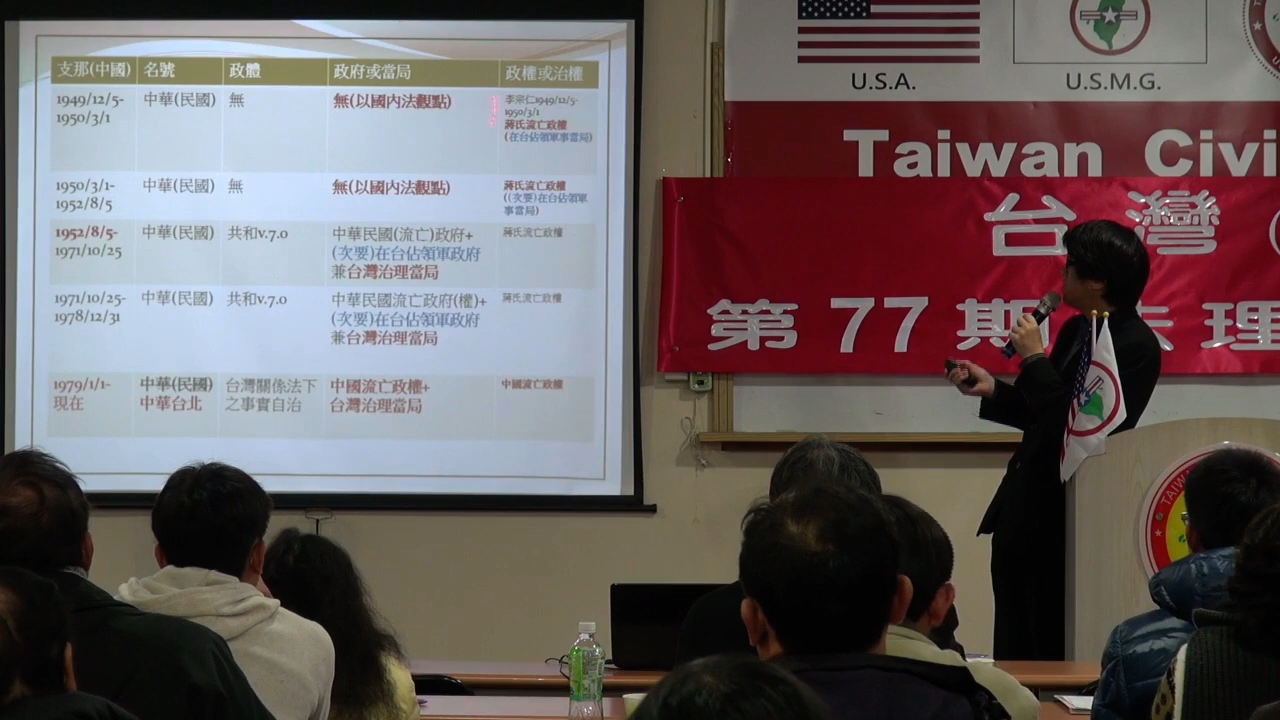 支那(中國) 名號 政體 政府或當局 政權或治權
1949/12/5- 中華(民國) 無 無(以國內法觀點) 李宗仁1949/12/5-
1950/3/1 1950/3/1
蔣氏流亡政權
(在台佔領軍事當局)
1950/3/1- 中華(民國) 無 無(以國內法觀點) 蔣氏流亡政權
1952/8/5 ((次要)在台佔領軍
事當局)
1952/8/5- 中華(民國) 共和v.7.0 中華民國(流亡)政府+ 蔣氏流亡政權
1971/10/25 (次要)在台佔領軍政府
兼台灣治理當局
1971/10/25- 中華(民國) 共和v.7.0 中華民國流亡政府(權)+ 蔣氏流亡政權
1978/12/31 (次要)在台佔領軍政府
兼台灣治理當局
1979/1/1- 中華(民國) 台灣關係法下 中國流亡政權+ 中國流亡政權
現在 中華台北 之事實自治 台灣治理當局
U.S.A. U.S.M.G.
Taiwan Civi
台灣
第77期 理
TAIW